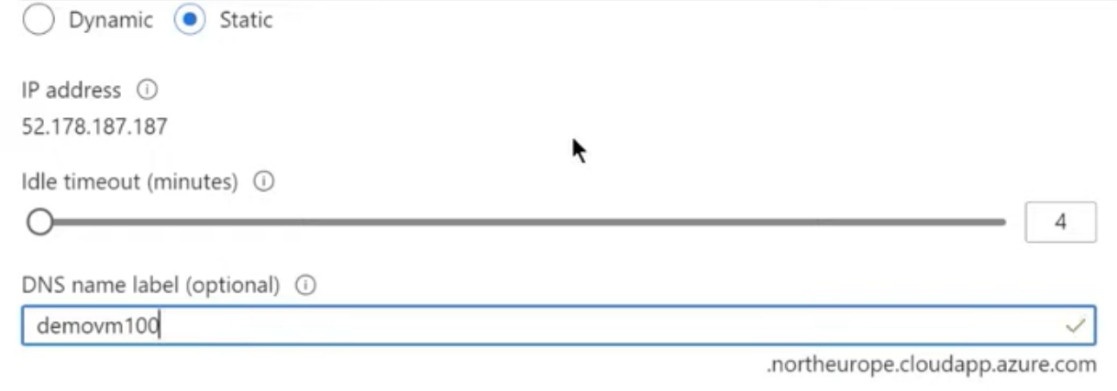 Dynamic Static
IP address
52.178.187.187
Idle timeout (minutes)
4
DNS name label (optional)
demovm100
.northeurope.cloudapp.azure.com